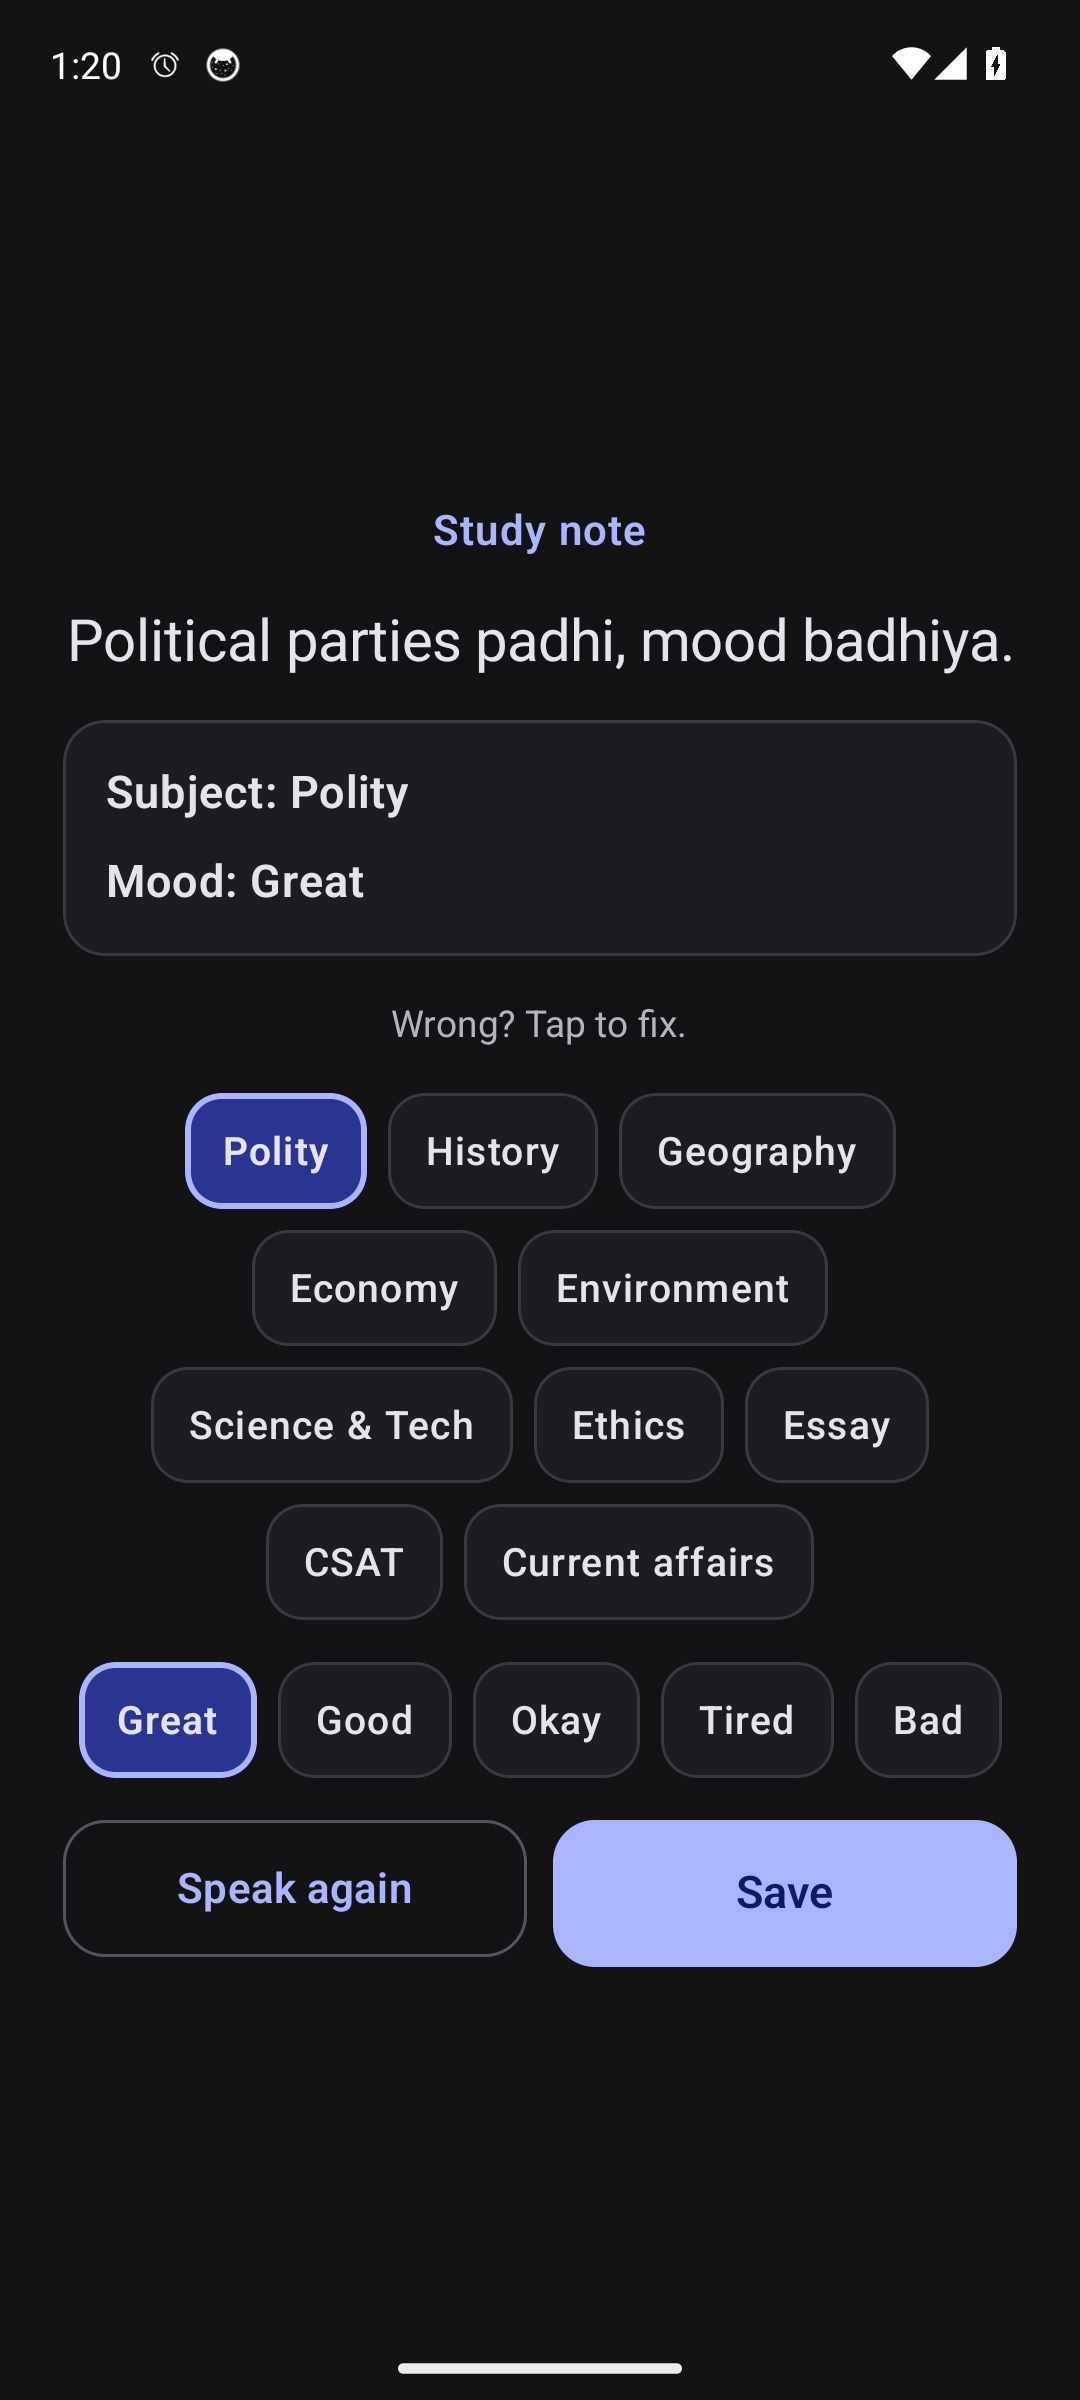 1:20
Study note
Political parties padhi, mood badhiya.
Subject: Polity
Mood: Great
Wrong? Tap to fix.
Polity History Geography
Economy Environment
Science & Tech Ethics Essay
CSAT Current affairs
Great Good Okay Tired Bad
Speak again Save